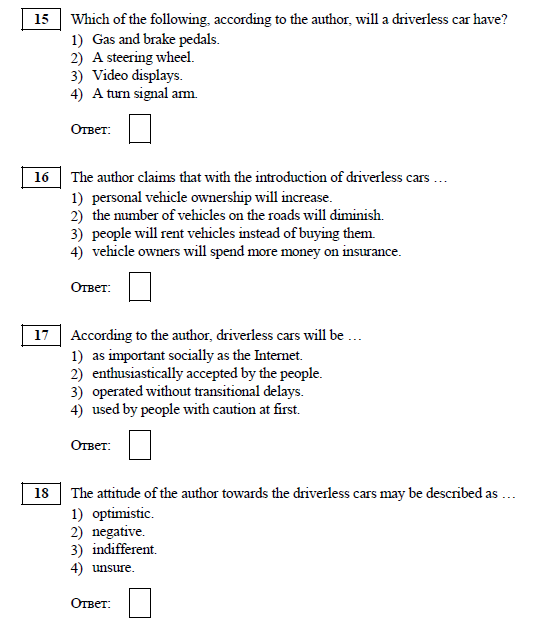 15 Which of the following, according to the author, will a driverless car have?
1) Gas and brake pedals.
2) A steering wheel.
3) Video displays.
4) A turn signal arm.
Ответ:
16 The author claims that with the introduction of driverless cars …
1) personal vehicle ownership will increase.
2) the number of vehicles on the roads will diminish.
3) people will rent vehicles instead of buying them.
4) vehicle owners will spend more money on insurance.
Ответ:
17 According to the author, driverless cars will be …
1) as important socially as the Internet.
2) enthusiastically accepted by the people.
3) operated without transitional delays.
4) used by people with caution at first.
Ответ:
18 The attitude of the author towards the driverless cars may be described as …
1) optimistic.
2) negative.
3) indifferent.
4) unsure.
Ответ: